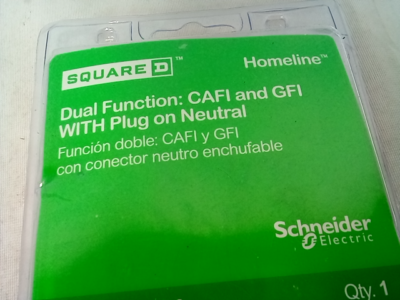 SQUARE D™
Homeline™
Dual Function: CAFI and GFI
WITH Plug on Neutral
Función doble: CAFI y GFI
con conector neutro enchufable
Schneider
Electric
Qty. 1